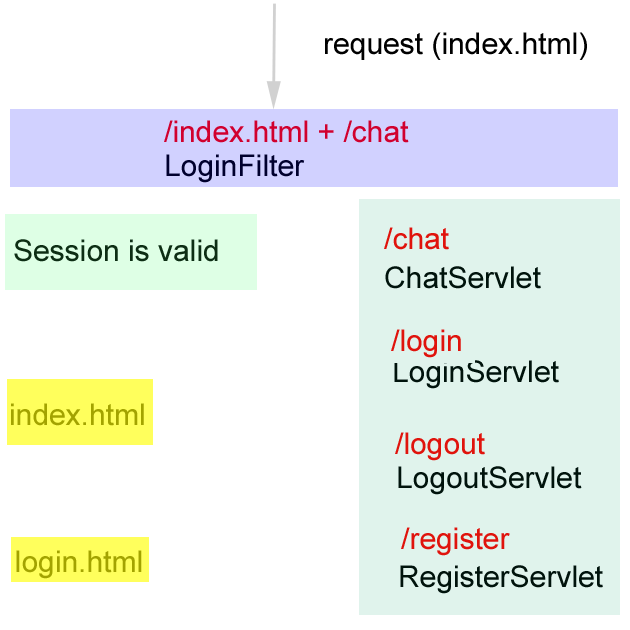 request (index.html)
/index.html + /chat
LoginFilter
Session is valid
index.html
login.html
/chat
ChatServlet
/login
LoginServlet
/logout
LogoutServlet
/register
RegisterServlet